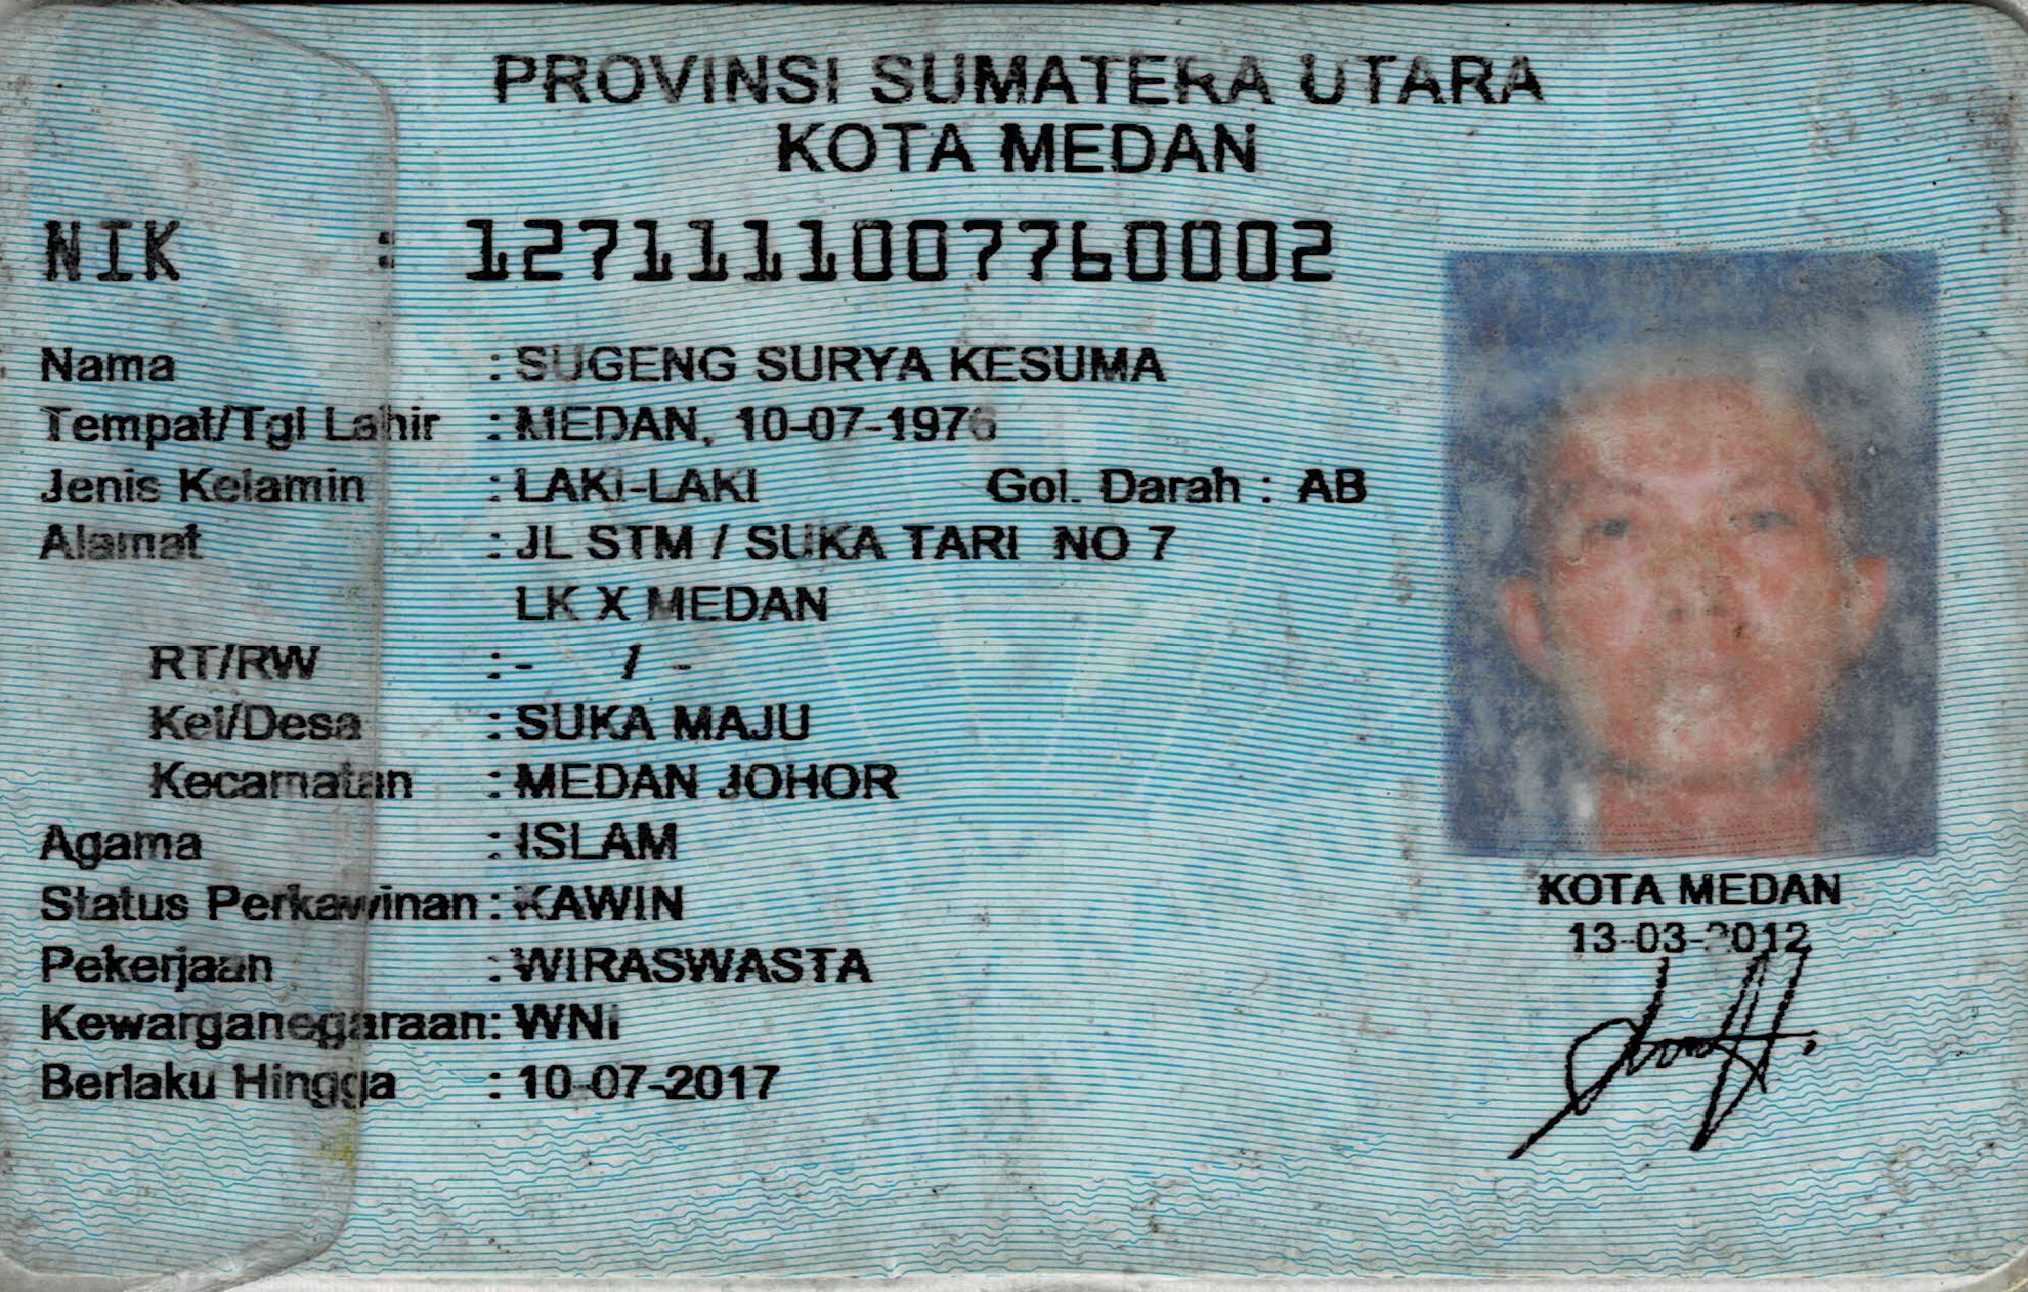 PROVINSI SUMATERA UTARA
KOTA MEDAN
NIK : 1271111007760002
Nama : SUGENG SURYA KESUMA
Tempat/Tgl Lahir : MEDAN, 10-07-1976
Jenis Kelamin : LAKI-LAKI Gol. Darah : AB
Alamat : JL STM / SUKA TARI NO 7
LK X MEDAN
RT/RW : - / -
Kel/Desa : SUKA MAJU
Kecamatan : MEDAN JOHOR
Agama : ISLAM
Status Perkawinan : KAWIN
Pekerjaan : WIRASWASTA
Kewarganegaraan: WNI
Berlaku Hingga : 10-07-2017
KOTA MEDAN
13-03-2012